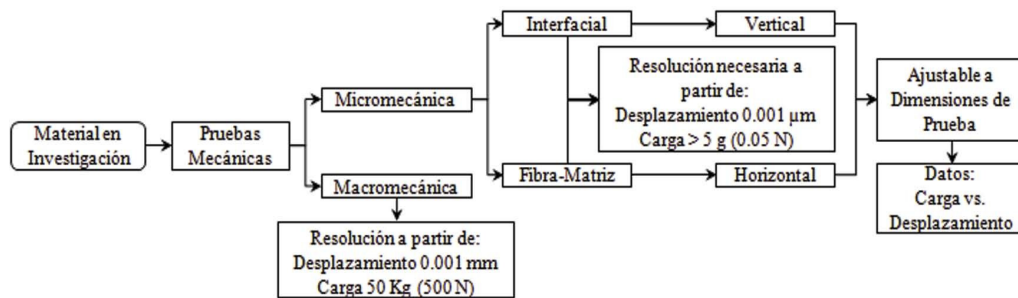 Material en
Investigación
Pruebas
Mecánicas
Micromecánica
Macromecánica
Resolución a partir de:
Desplazamiento 0.001 mm
Carga 50 Kg (500 N)
Interfacial
Fibra-Matriz
Resolución necesaria a
partir de:
Desplazamiento 0.001 µm
Carga > 5 g (0.05 N)
Vertical
Horizontal
Ajustable a
Dimensiones de
Prueba
Datos:
Carga vs.
Desplazamiento